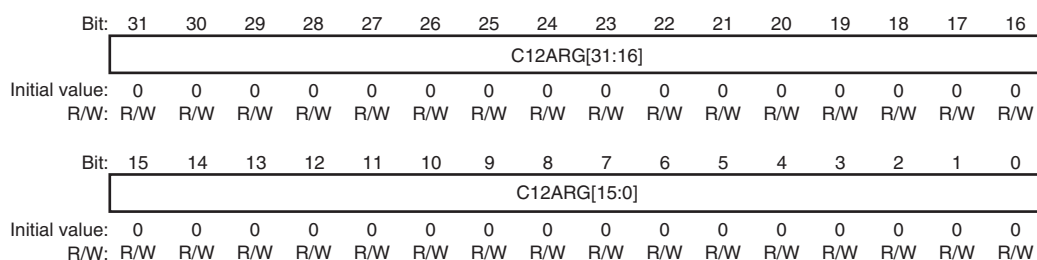 Bit: 31 30 29 28 27 26 25 24 23 22 21 20 19 18 17 16
C12ARG[31:16]
Initial value: 0 0 0 0 0 0 0 0 0 0 0 0 0 0 0 0
R/W: R/W R/W R/W R/W R/W R/W R/W R/W R/W R/W R/W R/W R/W R/W R/W R/W
Bit: 15 14 13 12 11 10 9 8 7 6 5 4 3 2 1 0
C12ARG[15:0]
Initial value: 0 0 0 0 0 0 0 0 0 0 0 0 0 0 0 0
R/W: R/W R/W R/W R/W R/W R/W R/W R/W R/W R/W R/W R/W R/W R/W R/W R/W